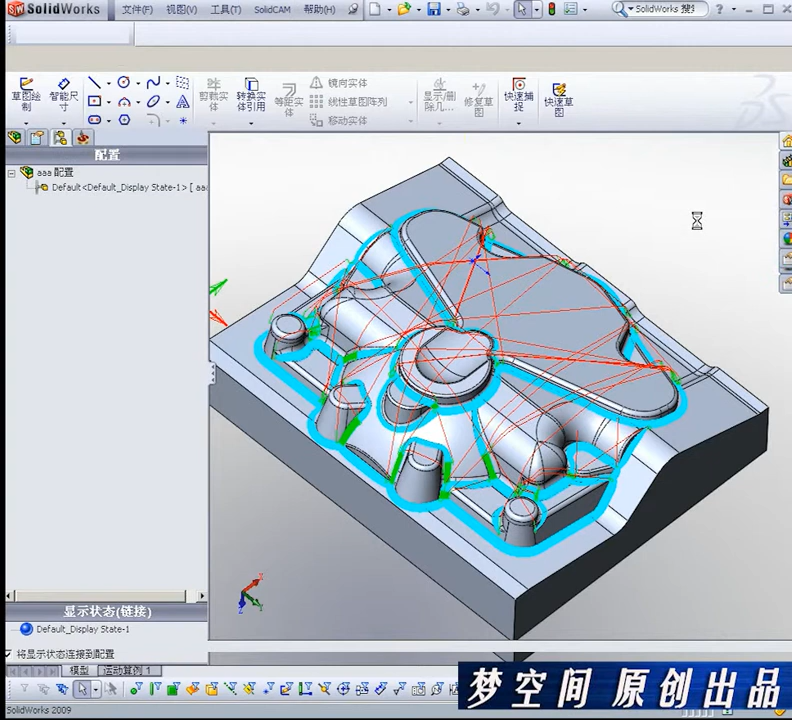 SolidWorks 文件(F) 视图(V) 工具(T) SolidCAM 帮助(H) SolidWorks 搜索
草图绘制 智能尺寸 剪裁实体 转换实体引用 等距实体 镜向实体 线性草图阵列 移动实体 显示/删除几... 修复草图 快速捕捉 快速草图
配置
aaa 配置
Default<Default_Display State-1> [ aaa
显示状态(链接)
Default_Display State-1
将显示状态连接到配置
模型 运动算例 1
梦空间 原创出品
SolidWorks 2009